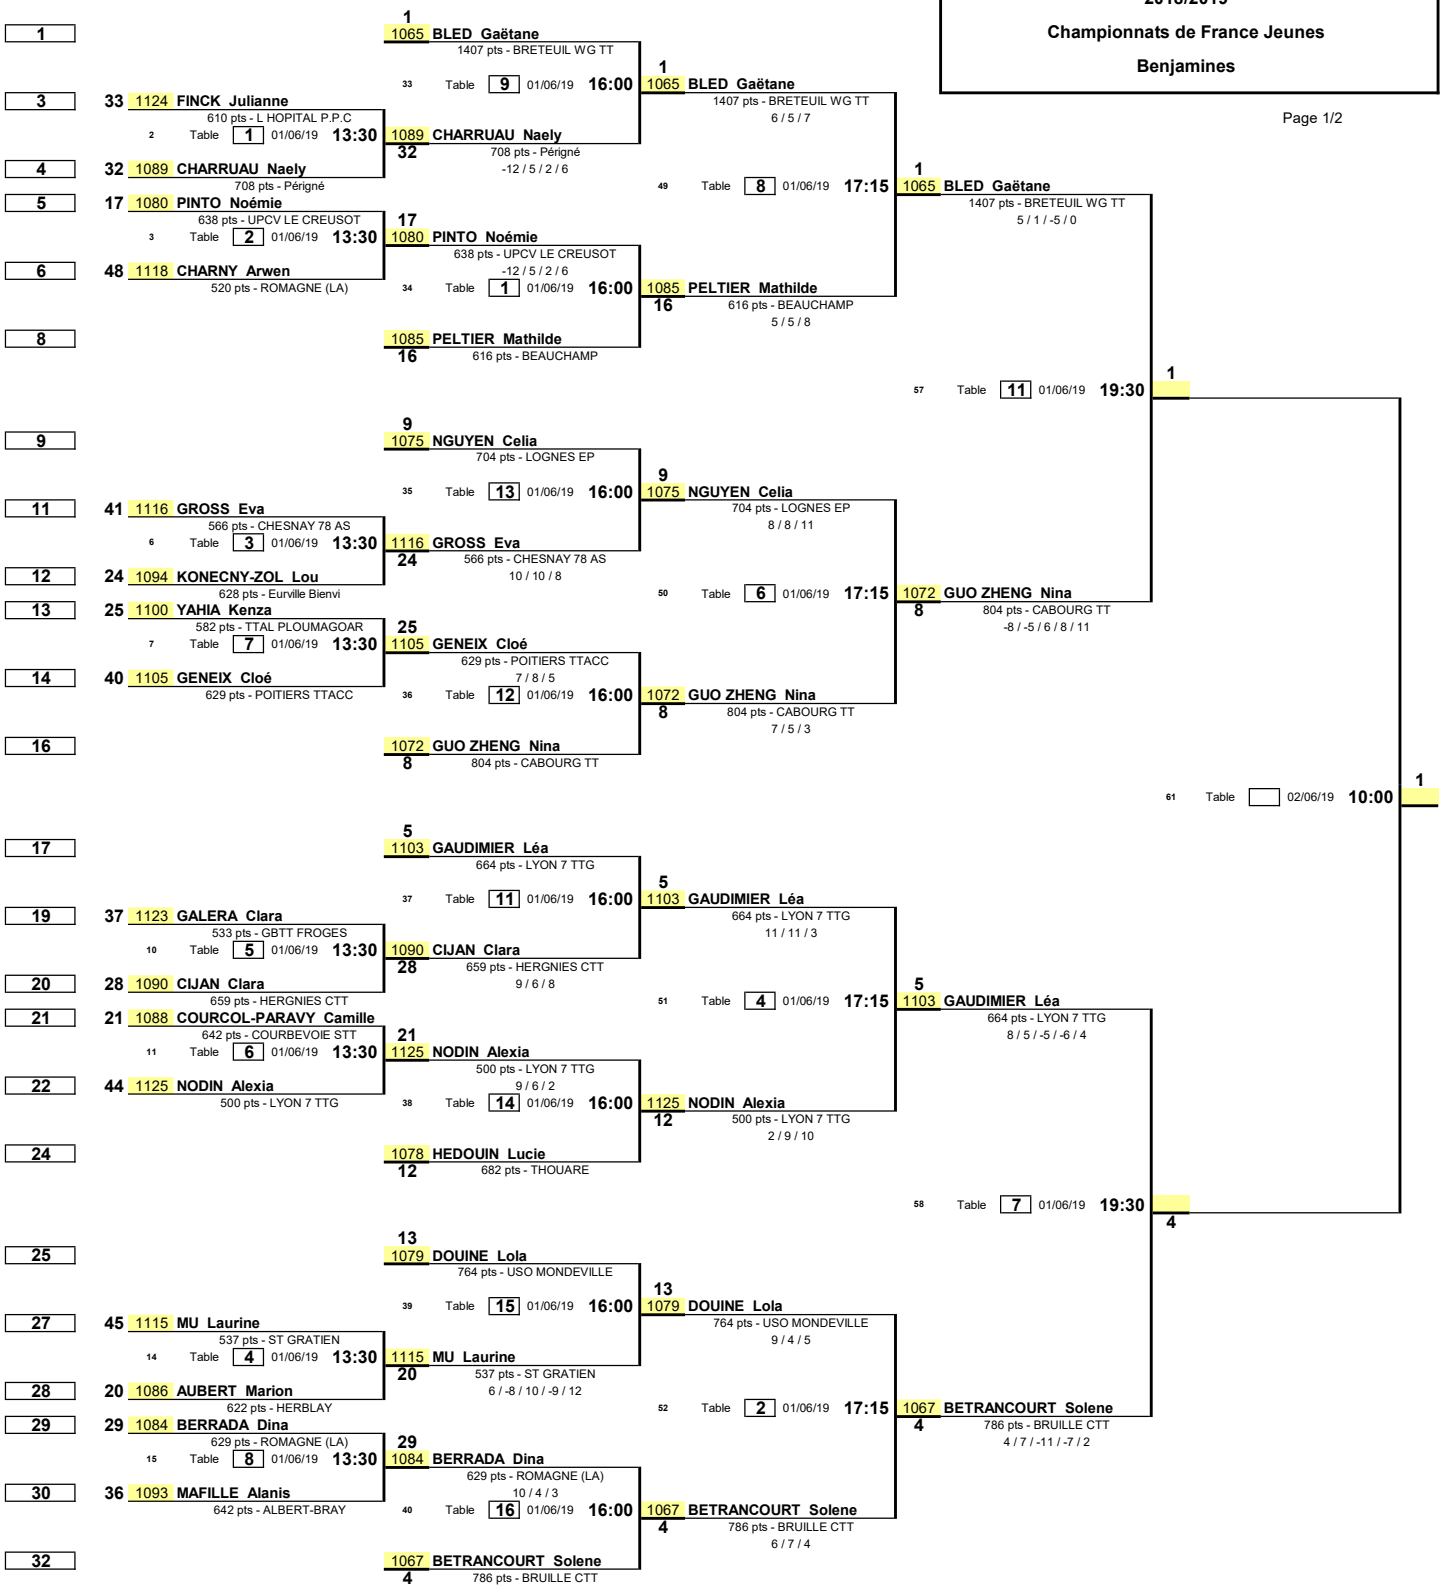 2018/2019
Championnats de France Jeunes
Benjamines
Page 1/2
1
1
1065 BLED Gaëtane
1407 pts - BRETEUIL WG TT
33 Table 9 01/06/19 16:00
1
1065 BLED Gaëtane
1407 pts - BRETEUIL WG TT
6 / 5 / 7
3 33 1124 FINCK Julianne
610 pts - L HOPITAL P.P.C
2 Table 1 01/06/19 13:30
1089 CHARRUAU Naely
32 708 pts - Périgné
-12 / 5 / 2 / 6
4 32 1089 CHARRUAU Naely
708 pts - Périgné
49 Table 8 01/06/19 17:15
1
1065 BLED Gaëtane
1407 pts - BRETEUIL WG TT
5 / 1 / -5 / 0
5 17 1080 PINTO Noémie
638 pts - UPCV LE CREUSOT
3 Table 2 01/06/19 13:30
17
1080 PINTO Noémie
638 pts - UPCV LE CREUSOT
-12 / 5 / 2 / 6
6 48 1118 CHARNY Arwen
520 pts - ROMAGNE (LA)
34 Table 1 01/06/19 16:00
1085 PELTIER Mathilde
16 616 pts - BEAUCHAMP
5 / 5 / 8
8
1085 PELTIER Mathilde
16 616 pts - BEAUCHAMP
57 Table 11 01/06/19 19:30
1
9
9
1075 NGUYEN Celia
704 pts - LOGNES EP
35 Table 13 01/06/19 16:00
9
1075 NGUYEN Celia
704 pts - LOGNES EP
8 / 8 / 11
11 41 1116 GROSS Eva
566 pts - CHESNAY 78 AS
6 Table 3 01/06/19 13:30
1116 GROSS Eva
24 566 pts - CHESNAY 78 AS
10 / 10 / 8
12 24 1094 KONECNY-ZOL Lou
628 pts - Eurville Bienvi
50 Table 6 01/06/19 17:15
1072 GUO ZHENG Nina
8 804 pts - CABOURG TT
-8 / -5 / 6 / 8 / 11
13 25 1100 YAHIA Kenza
582 pts - TTAL PLOUMAGOAR
7 Table 7 01/06/19 13:30
25
1105 GENEIX Cloé
629 pts - POITIERS TTACC
7 / 8 / 5
14 40 1105 GENEIX Cloé
629 pts - POITIERS TTACC
36 Table 12 01/06/19 16:00
1072 GUO ZHENG Nina
8 804 pts - CABOURG TT
7 / 5 / 3
16
1072 GUO ZHENG Nina
8 804 pts - CABOURG TT
61 Table 02/06/19 10:00
1
17
5
1103 GAUDIMIER Léa
664 pts - LYON 7 TTG
37 Table 11 01/06/19 16:00
5
1103 GAUDIMIER Léa
664 pts - LYON 7 TTG
11 / 11 / 3
19 37 1123 GALERA Clara
533 pts - GBTT FROGES
10 Table 5 01/06/19 13:30
1090 CIJAN Clara
28 659 pts - HERGNIES CTT
9 / 6 / 8
20 28 1090 CIJAN Clara
659 pts - HERGNIES CTT
51 Table 4 01/06/19 17:15
5
1103 GAUDIMIER Léa
664 pts - LYON 7 TTG
8 / 5 / -5 / -6 / 4
21 21 1088 COURCOL-PARAVY Camille
642 pts - COURBEVOIE STT
11 Table 6 01/06/19 13:30
21
1125 NODIN Alexia
500 pts - LYON 7 TTG
9 / 6 / 2
22 44 1125 NODIN Alexia
500 pts - LYON 7 TTG
38 Table 14 01/06/19 16:00
1125 NODIN Alexia
12 500 pts - LYON 7 TTG
2 / 9 / 10
24
1078 HEDOUIN Lucie
12 682 pts - THOUARE
58 Table 7 01/06/19 19:30
4
25
13
1079 DOUINE Lola
764 pts - USO MONDEVILLE
39 Table 15 01/06/19 16:00
13
1079 DOUINE Lola
764 pts - USO MONDEVILLE
9 / 4 / 5
27 45 1115 MU Laurine
537 pts - ST GRATIEN
14 Table 4 01/06/19 13:30
1115 MU Laurine
20 537 pts - ST GRATIEN
6 / -8 / 10 / -9 / 12
28 20 1086 AUBERT Marion
622 pts - HERBLAY
52 Table 2 01/06/19 17:15
1067 BETRANCOURT Solene
4 786 pts - BRUILLE CTT
4 / 7 / -11 / -7 / 2
29 29 1084 BERRADA Dina
629 pts - ROMAGNE (LA)
15 Table 8 01/06/19 13:30
29
1084 BERRADA Dina
629 pts - ROMAGNE (LA)
10 / 4 / 3
30 36 1093 MAFILLE Alanis
642 pts - ALBERT-BRAY
40 Table 16 01/06/19 16:00
1067 BETRANCOURT Solene
4 786 pts - BRUILLE CTT
6 / 7 / 4
32
1067 BETRANCOURT Solene
4 786 pts - BRUILLE CTT